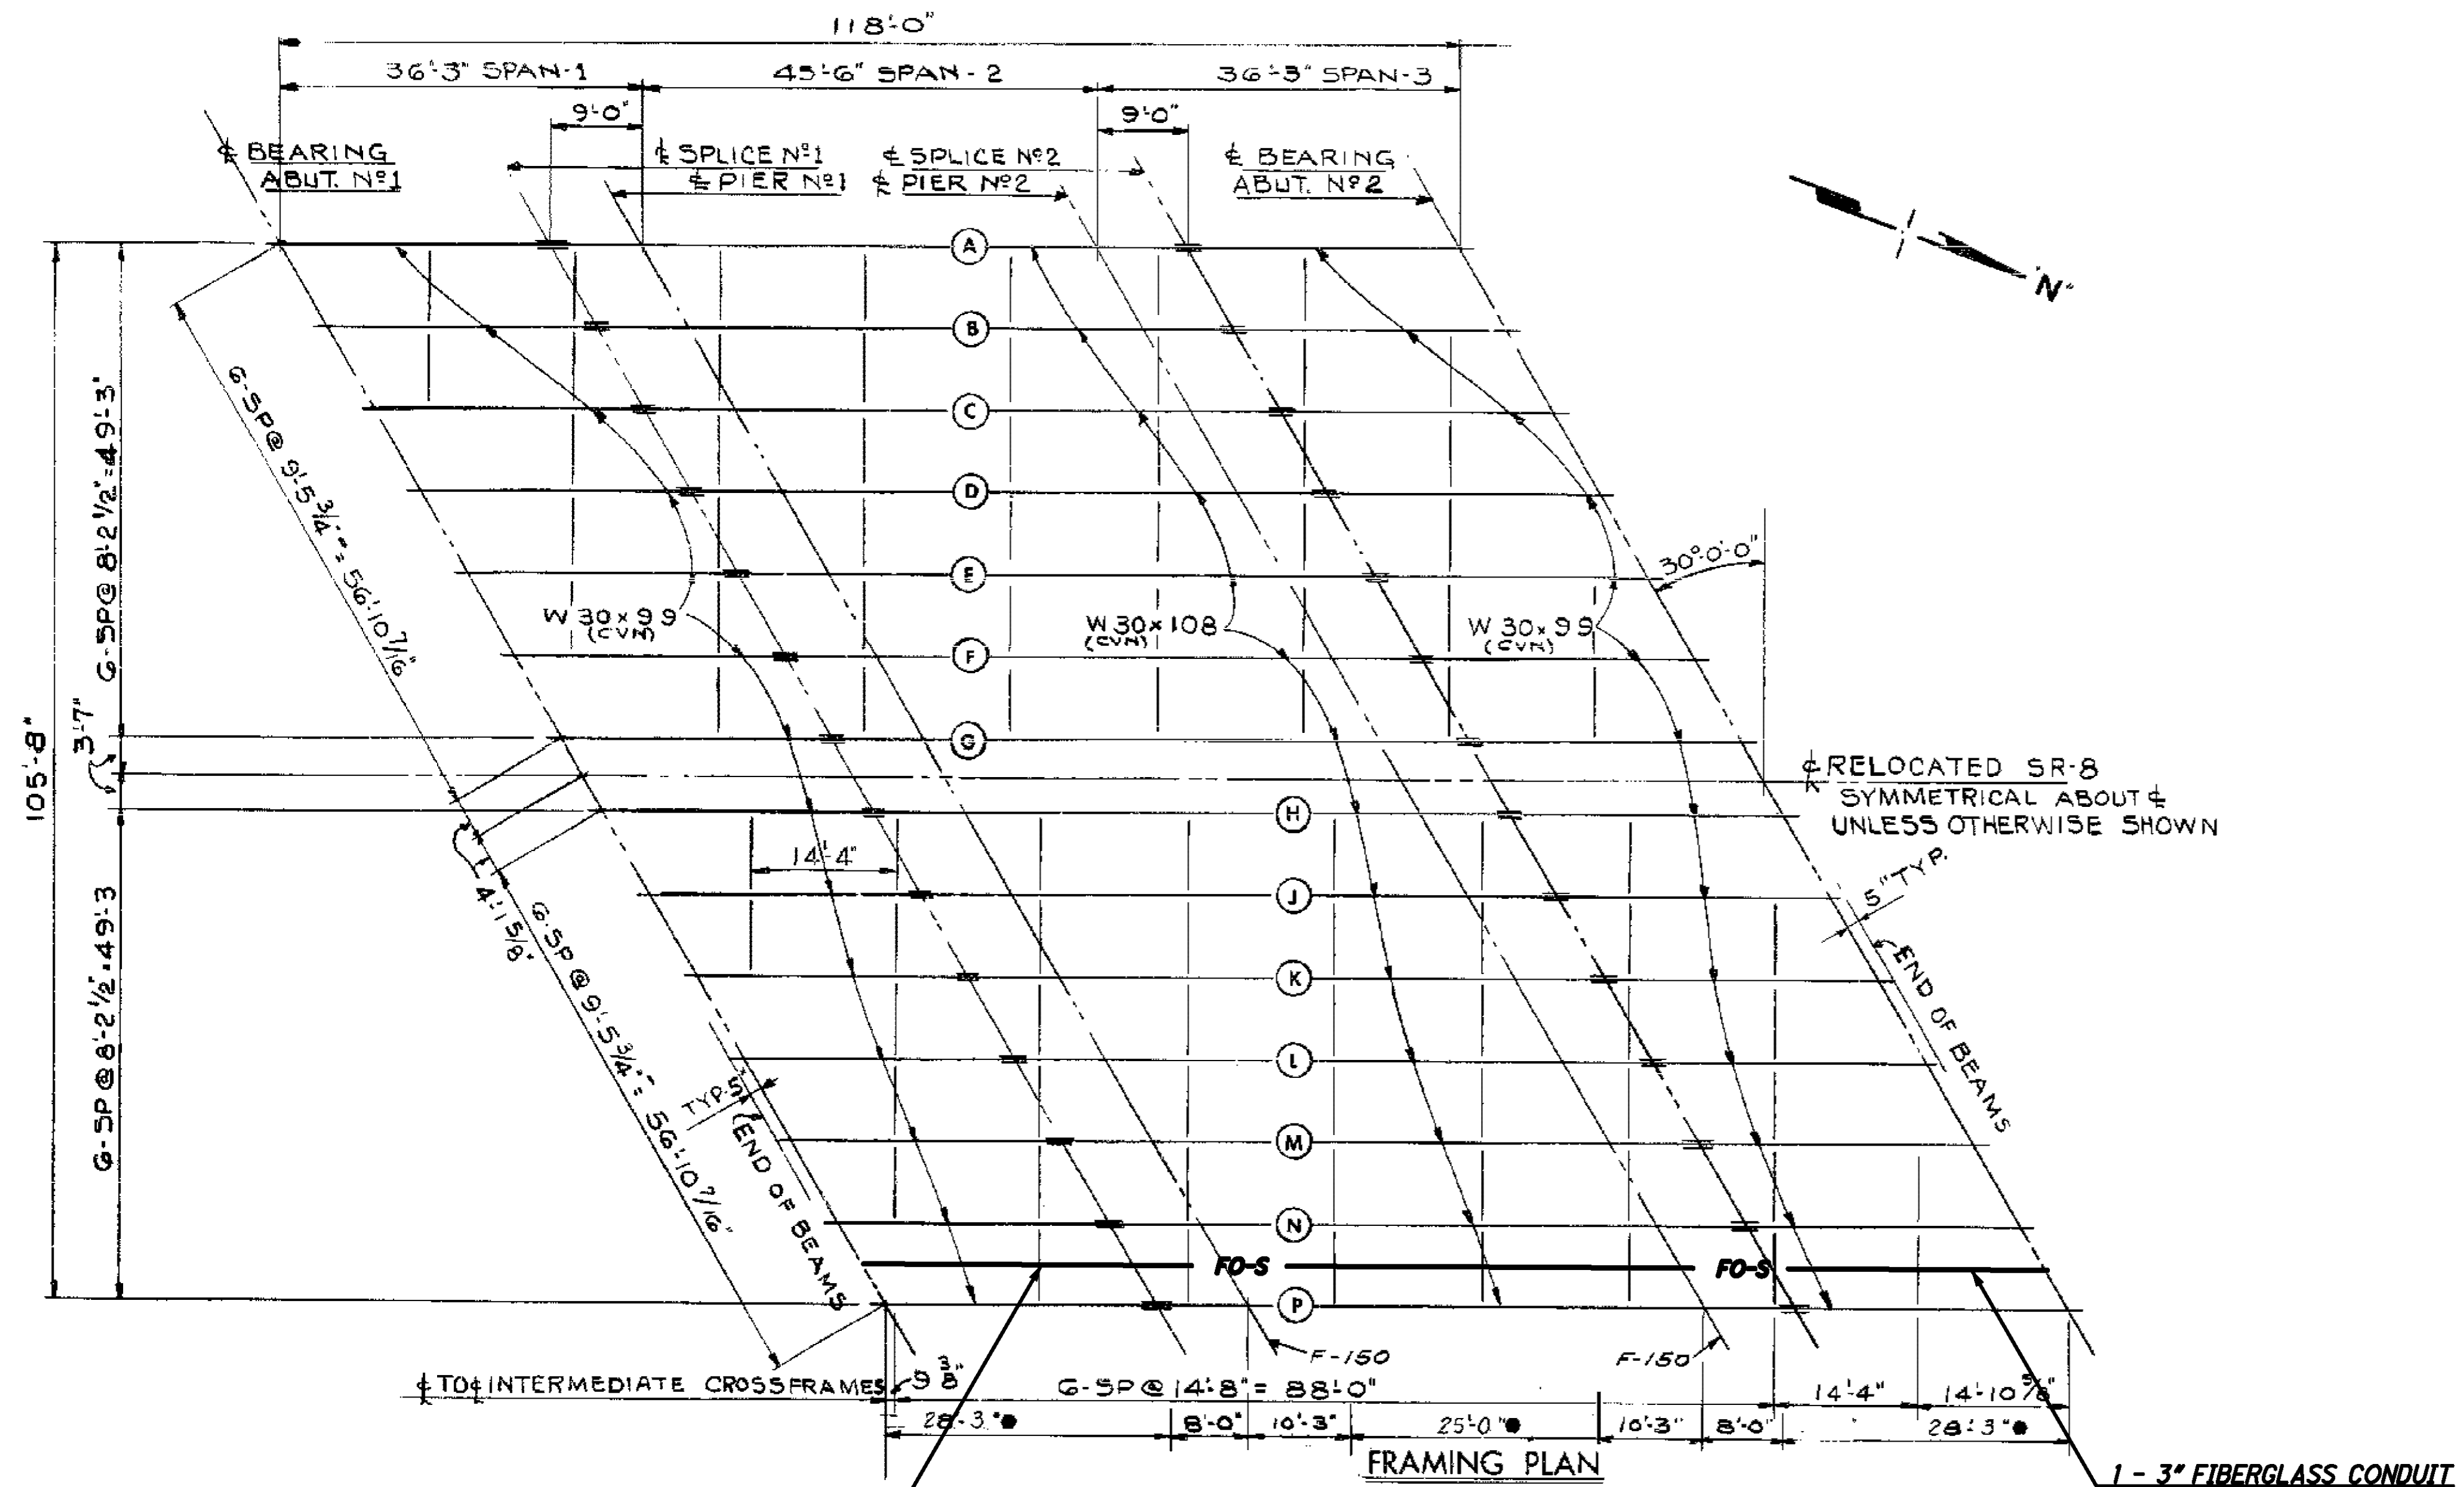 118'-0"
36'-3" SPAN-1
45'-6" SPAN-2
36'-3" SPAN-3
9'-0"
9'-0"
℄ BEARING
ABUT. Nº1
℄ SPLICE Nº1
℄ PIER Nº1
℄ SPLICE Nº2
℄ PIER Nº2
℄ BEARING
ABUT. Nº2
"N"
A
B
C
D
E
F
G
H
J
K
L
M
N
P
6-SP@ 9'-5 3/4" = 56'-10 7/16"
6-SP@ 8'-2 1/2" = 49'-3"
3'-7"
105'-8"
W 30x99
(CVN)
W 30x108
(CVN)
W 30x99
(CVN)
30°-0'-0"
℄ RELOCATED SR-8
SYMMETRICAL ABOUT ℄
UNLESS OTHERWISE SHOWN
14'-4"
4'-1 5/8"
6-SP@ 9'-5 3/4" = 56'-10 7/16"
6-SP@ 8'-2 1/2" = 49'-3
5" TYP.
END OF BEAMS
TYP. 5"
END OF BEAMS
FO-S
FO-S
F-150
F-150
℄ TO ℄ INTERMEDIATE CROSSFRAMES
9 3/8"
6-SP@ 14'-8" = 88'-0"
14'-4"
14'-10 5/8"
28'-3"●
8'-0"
10'-3"
25'-0"●
10'-3"
8'-0"
28'-3"●
FRAMING PLAN
1 - 3" FIBERGLASS CONDUIT